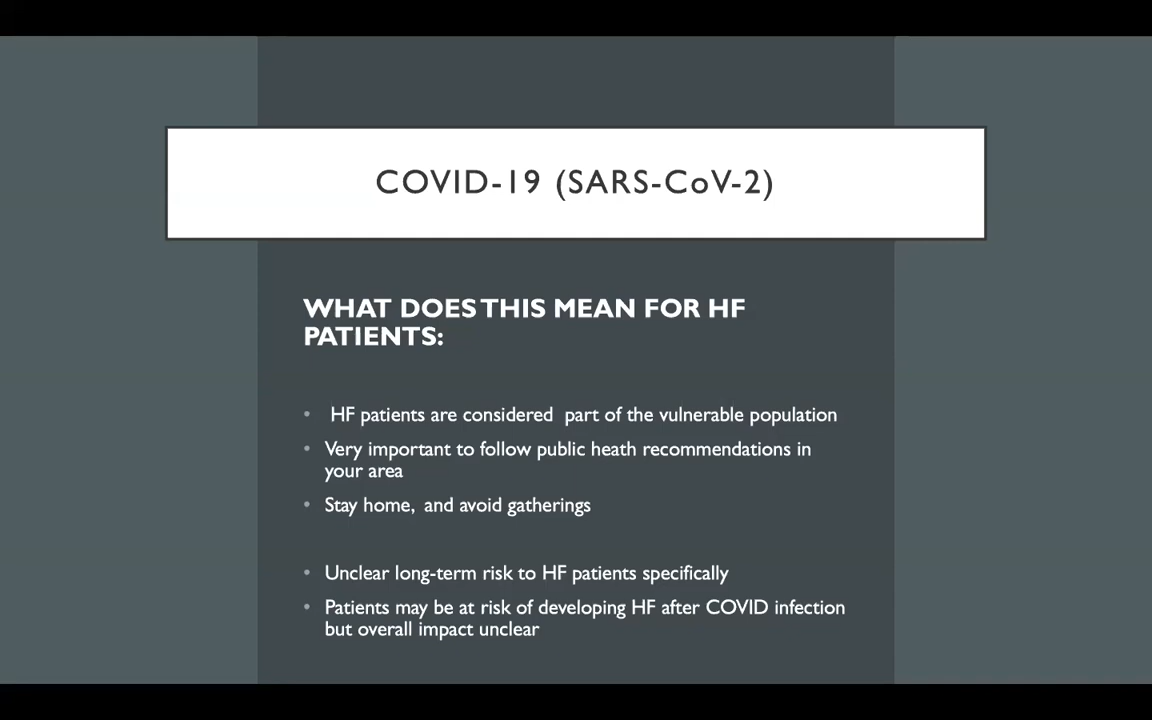 COVID-19 (SARS-CoV-2)
WHAT DOES THIS MEAN FOR HF
PATIENTS:
• HF patients are considered part of the vulnerable population
• Very important to follow public heath recommendations in
your area
• Stay home, and avoid gatherings
• Unclear long-term risk to HF patients specifically
• Patients may be at risk of developing HF after COVID infection
but overall impact unclear